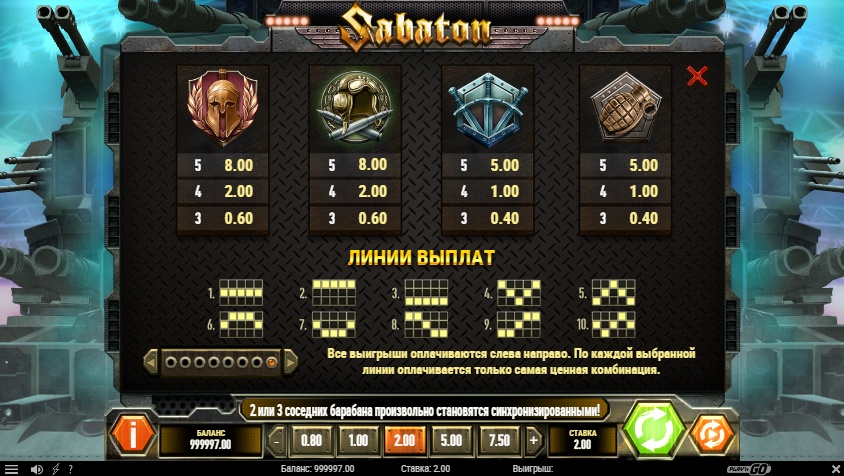 Sabaton
5 8.00
4 2.00
3 0.60
5 8.00
4 2.00
3 0.60
5 5.00
4 1.00
3 0.40
5 5.00
4 1.00
3 0.40
ЛИНИИ ВЫПЛАТ
1. 2. 3. 4. 5.
6. 7. 8. 9. 10.
Все выигрыши оплачиваются слева направо. По каждой выбранной
линии оплачивается только самая ценная комбинация.
2 или 3 соседних барабана произвольно становятся синхронизированными!
БАЛАНС
999997.00
- 0.80 1.00 2.00 5.00 7.50 +
СТАВКА
2.00
? Баланс: 999997.00 Ставка: 2.00 Выигрыш: PLAY'N GO